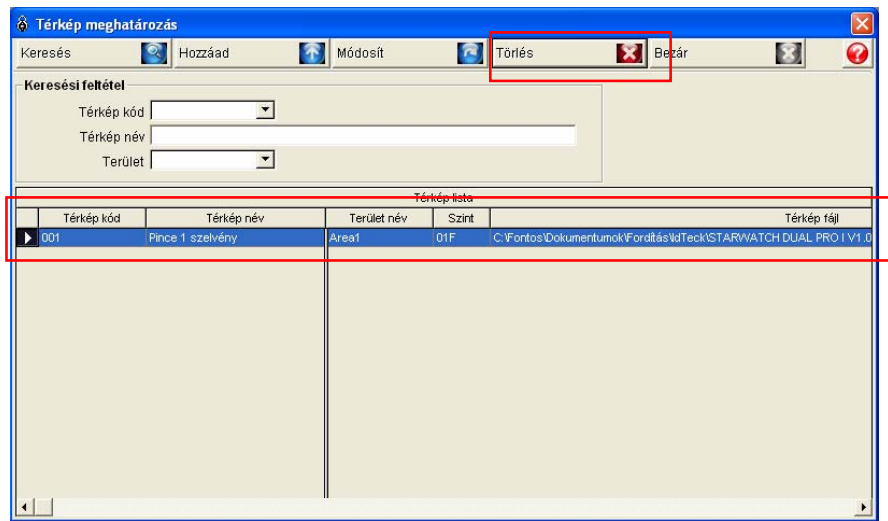 Térkép meghatározás
Keresés Hozzáad Módosít Törlés Bezár ?
Keresési feltétel
Térkép kód
Térkép név
Terület
Térkép lista
Térkép kód Térkép név Terület név Szint Térkép fájl
001 Pince 1 szelvény Area1 01F C:\Fontos\Dokumentumok\Fordítás\IdTeck\STARWATCH DUAL PRO I V1.0